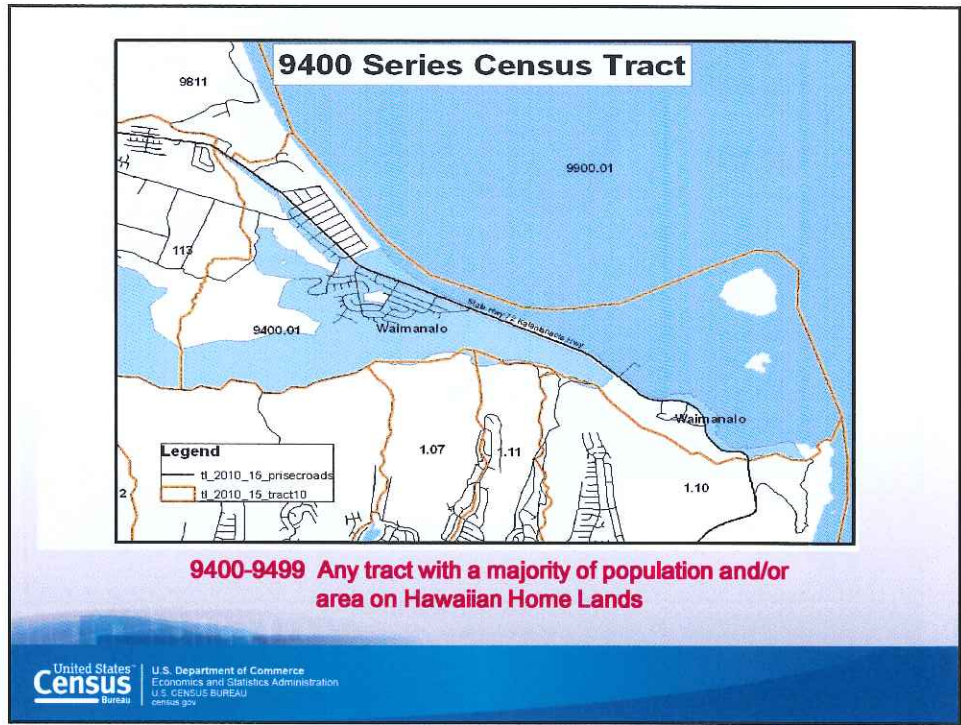 9400 Series Census Tract
9811
9900.01
113
9400.01
Waimanalo
State Hwy 72 Kalanianaole Hwy
Waimanalo
1.07
1.11
1.10
2
Legend
tl_2010_15_prisecroads
tl_2010_15_tract10
9400-9499 Any tract with a majority of population and/or
area on Hawaiian Home Lands
United States™
Census
Bureau
U.S. Department of Commerce
Economics and Statistics Administration
U.S. CENSUS BUREAU
census.gov